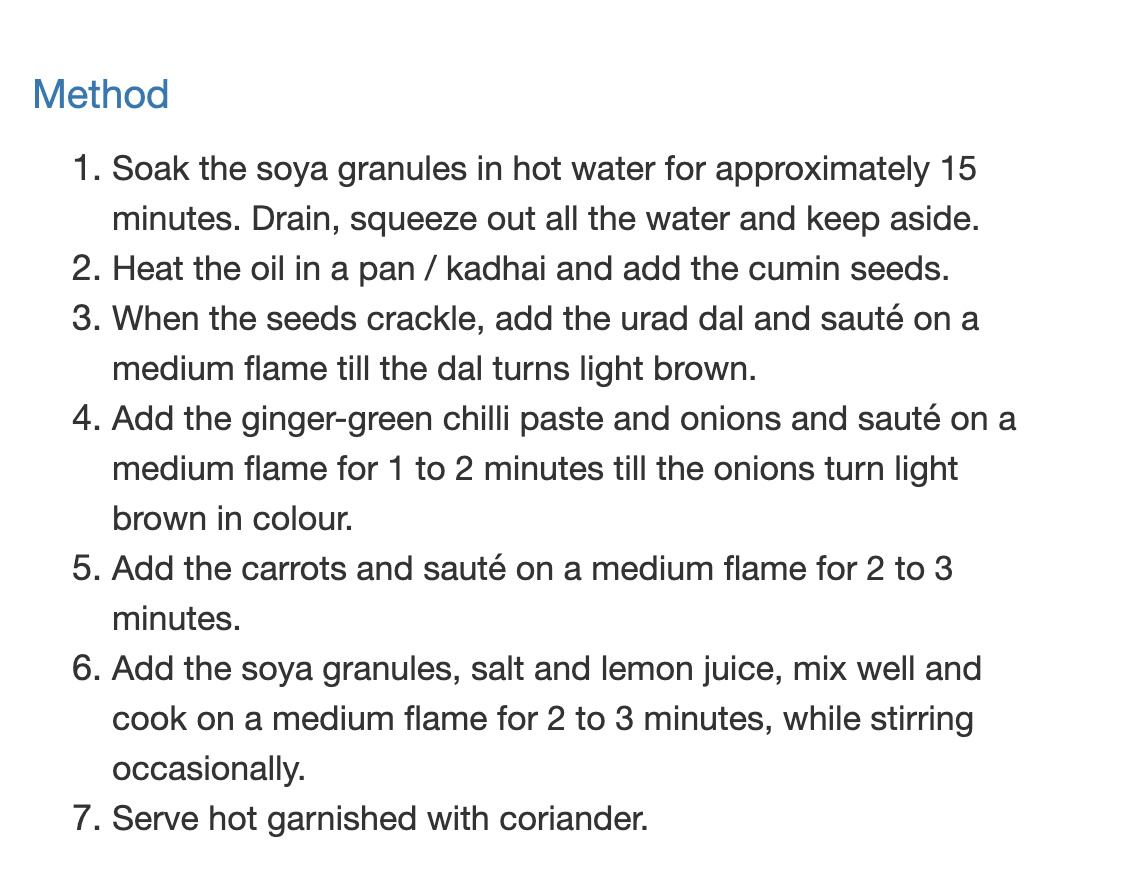 Method
1. Soak the soya granules in hot water for approximately 15
minutes. Drain, squeeze out all the water and keep aside.
2. Heat the oil in a pan / kadhai and add the cumin seeds.
3. When the seeds crackle, add the urad dal and sauté on a
medium flame till the dal turns light brown.
4. Add the ginger-green chilli paste and onions and sauté on a
medium flame for 1 to 2 minutes till the onions turn light
brown in colour.
5. Add the carrots and sauté on a medium flame for 2 to 3
minutes.
6. Add the soya granules, salt and lemon juice, mix well and
cook on a medium flame for 2 to 3 minutes, while stirring
occasionally.
7. Serve hot garnished with coriander.